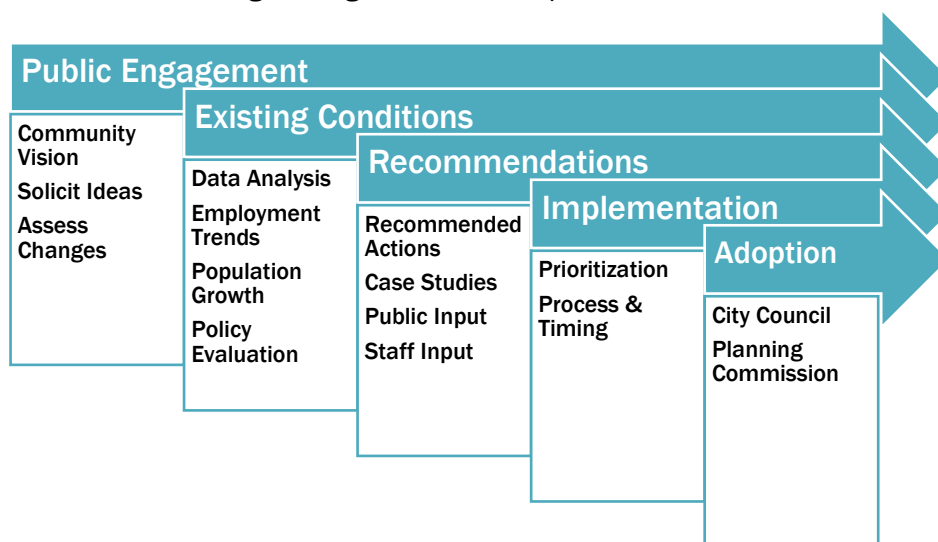 Public Engagement
Community
Vision
Solicit Ideas
Assess
Changes
Existing Conditions
Data Analysis
Employment
Trends
Population
Growth
Policy
Evaluation
Recommendations
Recommended
Actions
Case Studies
Public Input
Staff Input
Implementation
Prioritization
Process &
Timing
Adoption
City Council
Planning
Commission